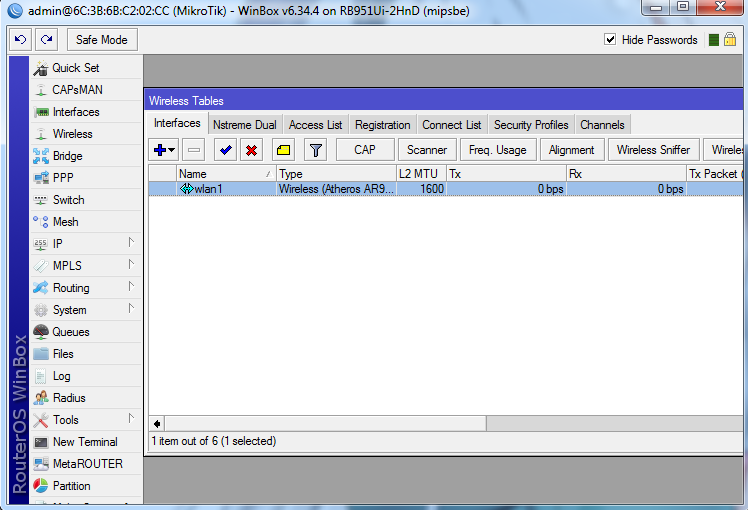 admin@6C:3B:6B:C2:02:CC (MikroTik) - WinBox v6.34.4 on RB951Ui-2HnD (mipsbe)
Safe Mode
Hide Passwords
Quick Set
CAPsMAN
Interfaces
Wireless
Bridge
PPP
Switch
Mesh
IP
MPLS
Routing
System
Queues
Files
Log
Radius
Tools
New Terminal
MetaROUTER
Partition
RouterOS WinBox
Wireless Tables
Interfaces Nstreme Dual Access List Registration Connect List Security Profiles Channels
CAP Scanner Freq. Usage Alignment Wireless Sniffer Wirele
Name Type L2 MTU Tx Rx Tx Packet (
wlan1 Wireless (Atheros AR9... 1600 0 bps 0 bps
1 item out of 6 (1 selected)